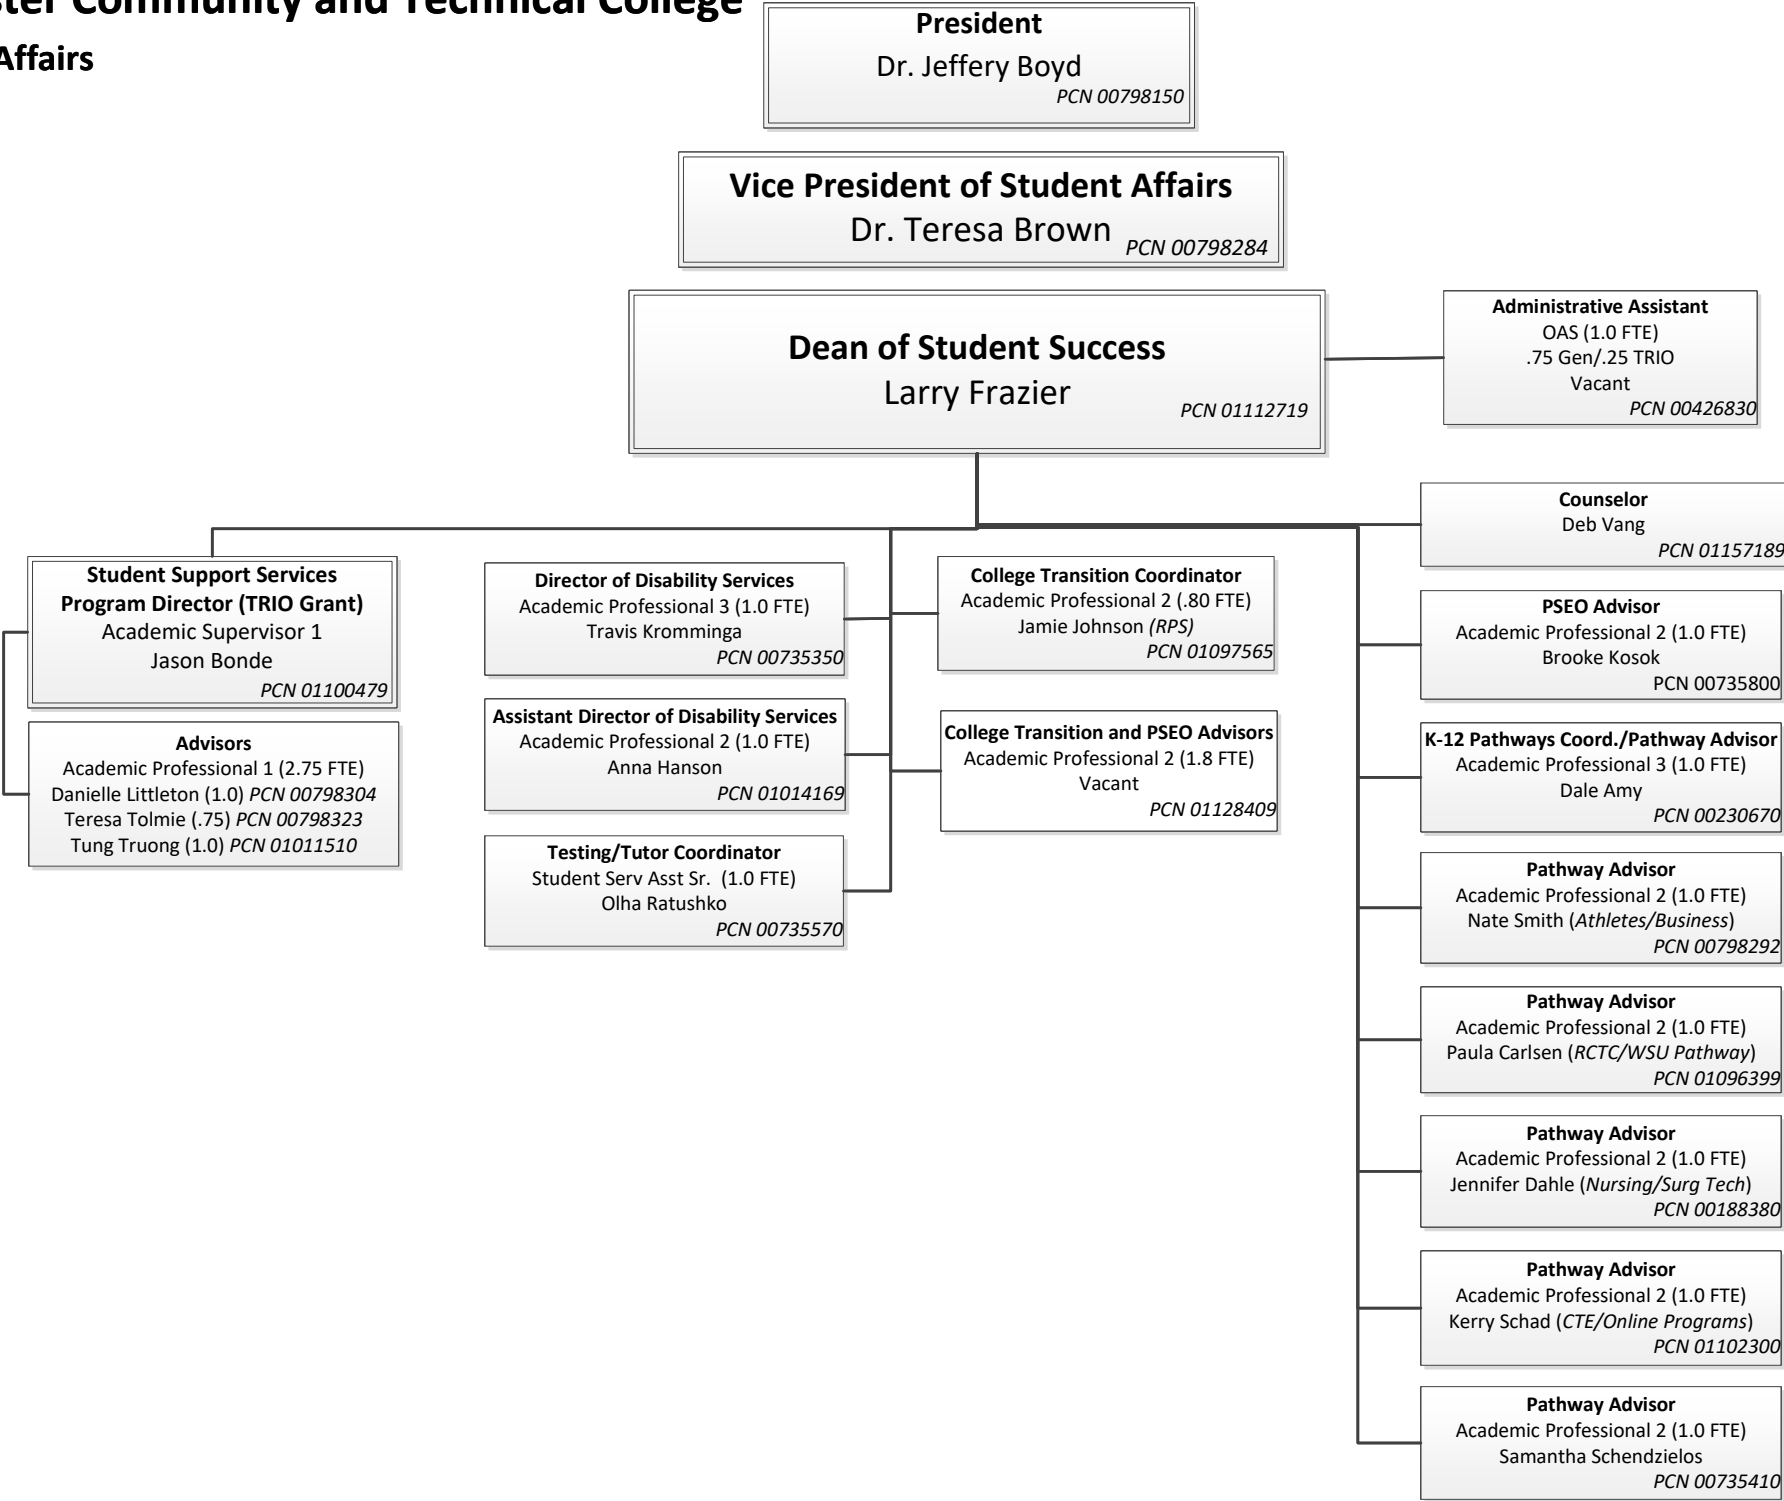 Community and Technical College
Affairs
President
Dr. Jeffery Boyd
PCN 00798150
Vice President of Student Affairs
Dr. Teresa Brown
PCN 00798284
Dean of Student Success
Larry Frazier
PCN 01112719
Administrative Assistant
OAS (1.0 FTE)
.75 Gen/.25 TRIO
Vacant
PCN 00426830
Counselor
Deb Vang
PCN 01157189
Student Support Services
Program Director (TRIO Grant)
Academic Supervisor 1
Jason Bonde
PCN 01100479
Advisors
Academic Professional 1 (2.75 FTE)
Danielle Littleton (1.0) PCN 00798304
Teresa Tolmie (.75) PCN 00798323
Tung Truong (1.0) PCN 01011510
Director of Disability Services
Academic Professional 3 (1.0 FTE)
Travis Kromminga
PCN 00735350
Assistant Director of Disability Services
Academic Professional 2 (1.0 FTE)
Anna Hanson
PCN 01014169
Testing/Tutor Coordinator
Student Serv Asst Sr. (1.0 FTE)
Olha Ratushko
PCN 00735570
College Transition Coordinator
Academic Professional 2 (.80 FTE)
Jamie Johnson (RPS)
PCN 01097565
College Transition and PSEO Advisors
Academic Professional 2 (1.8 FTE)
Vacant
PCN 01128409
PSEO Advisor
Academic Professional 2 (1.0 FTE)
Brooke Kosok
PCN 00735800
K-12 Pathways Coord./Pathway Advisor
Academic Professional 3 (1.0 FTE)
Dale Amy
PCN 00230670
Pathway Advisor
Academic Professional 2 (1.0 FTE)
Nate Smith (Athletes/Business)
PCN 00798292
Pathway Advisor
Academic Professional 2 (1.0 FTE)
Paula Carlsen (RCTC/WSU Pathway)
PCN 01096399
Pathway Advisor
Academic Professional 2 (1.0 FTE)
Jennifer Dahle (Nursing/Surg Tech)
PCN 00188380
Pathway Advisor
Academic Professional 2 (1.0 FTE)
Kerry Schad (CTE/Online Programs)
PCN 01102300
Pathway Advisor
Academic Professional 2 (1.0 FTE)
Samantha Schendzielos
PCN 00735410